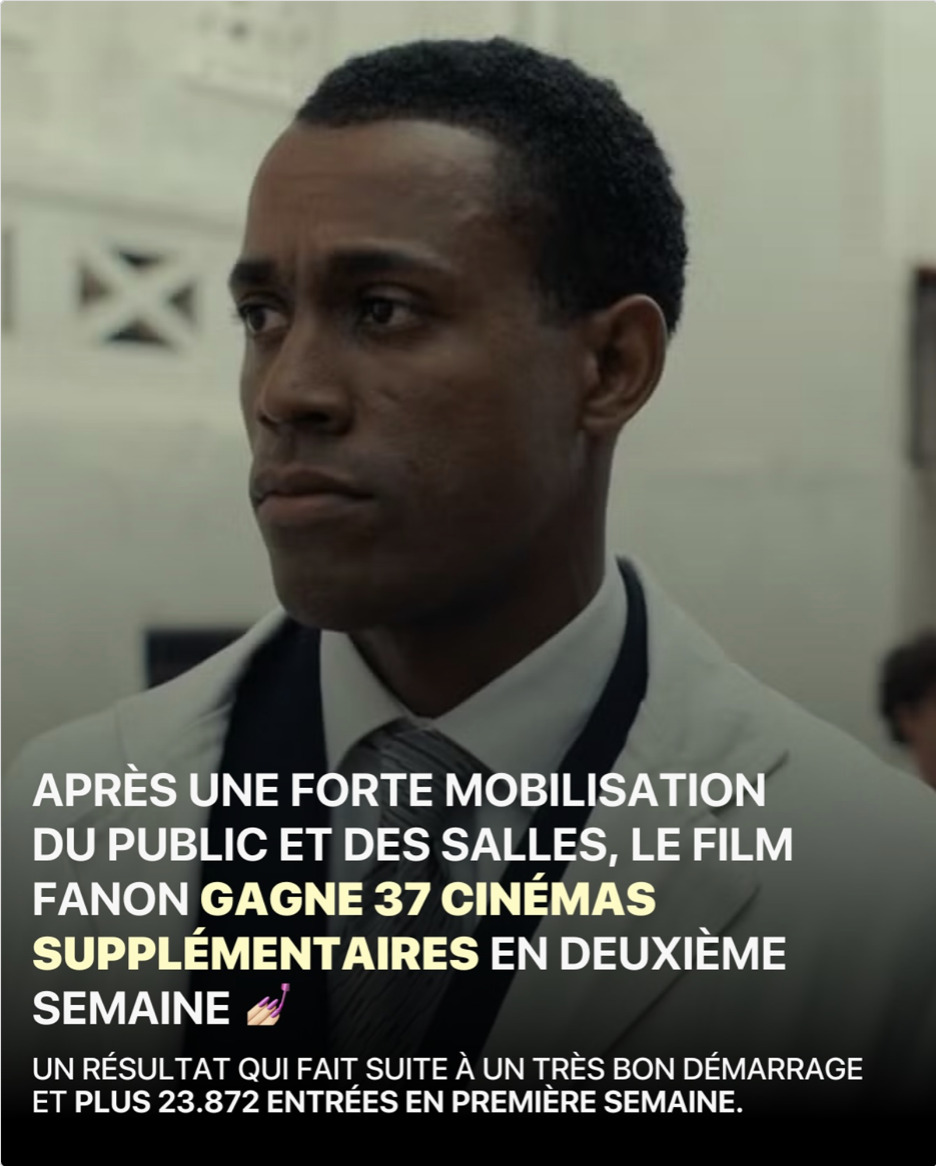 APRÈS UNE FORTE MOBILISATION
DU PUBLIC ET DES SALLES, LE FILM
FANON GAGNE 37 CINÉMAS
SUPPLÉMENTAIRES EN DEUXIÈME
SEMAINE 💅🏻
UN RÉSULTAT QUI FAIT SUITE À UN TRÈS BON DÉMARRAGE
ET PLUS 23.872 ENTRÉES EN PREMIÈRE SEMAINE.